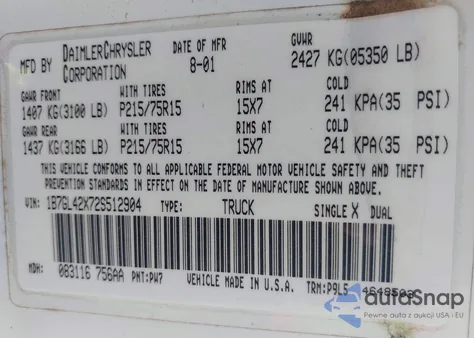 MFD BY DAIMLERCHRYSLER CORPORATION DATE OF MFR 8-01 GVWR 2427 KG(05350 LB)
GAWR FRONT WITH TIRES RIMS AT COLD
1407 KG(3100 LB) P215/75R15 15X7 241 KPA(35 PSI)
GAWR REAR WITH TIRES RIMS AT COLD
1437 KG(3166 LB) P215/75R15 15X7 241 KPA(35 PSI)
THIS VEHICLE CONFORMS TO ALL APPLICABLE FEDERAL MOTOR VEHICLE SAFETY AND THEFT
PREVENTION STANDARDS IN EFFECT ON THE DATE OF MANUFACTURE SHOWN ABOVE.
VIN: 1B7GL42X72S512904 TYPE: TRUCK SINGLE X DUAL
MDH: 083116 756AA PNT:PW7 VEHICLE MADE IN U.S.A. TRM:P9L5
autoSnap
Pewne auta z aukcji USA i EU